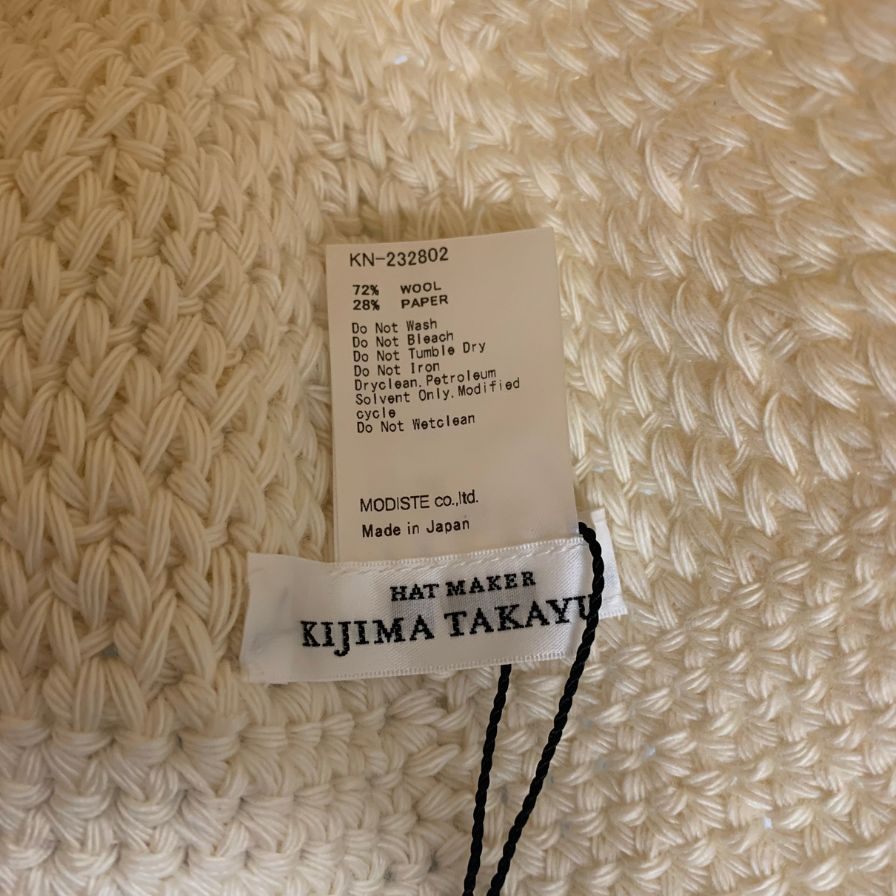 KN-232802
72% WOOL
28% PAPER
Do Not Wash
Do Not Bleach
Do Not Tumble Dry
Do Not Iron
Dryclean.Petroleum
Solvent Only.Modified
cycle
Do Not Wetclean
MODISTE co.,ltd.
Made in Japan
HAT MAKER
KIJIMA TAKAYU